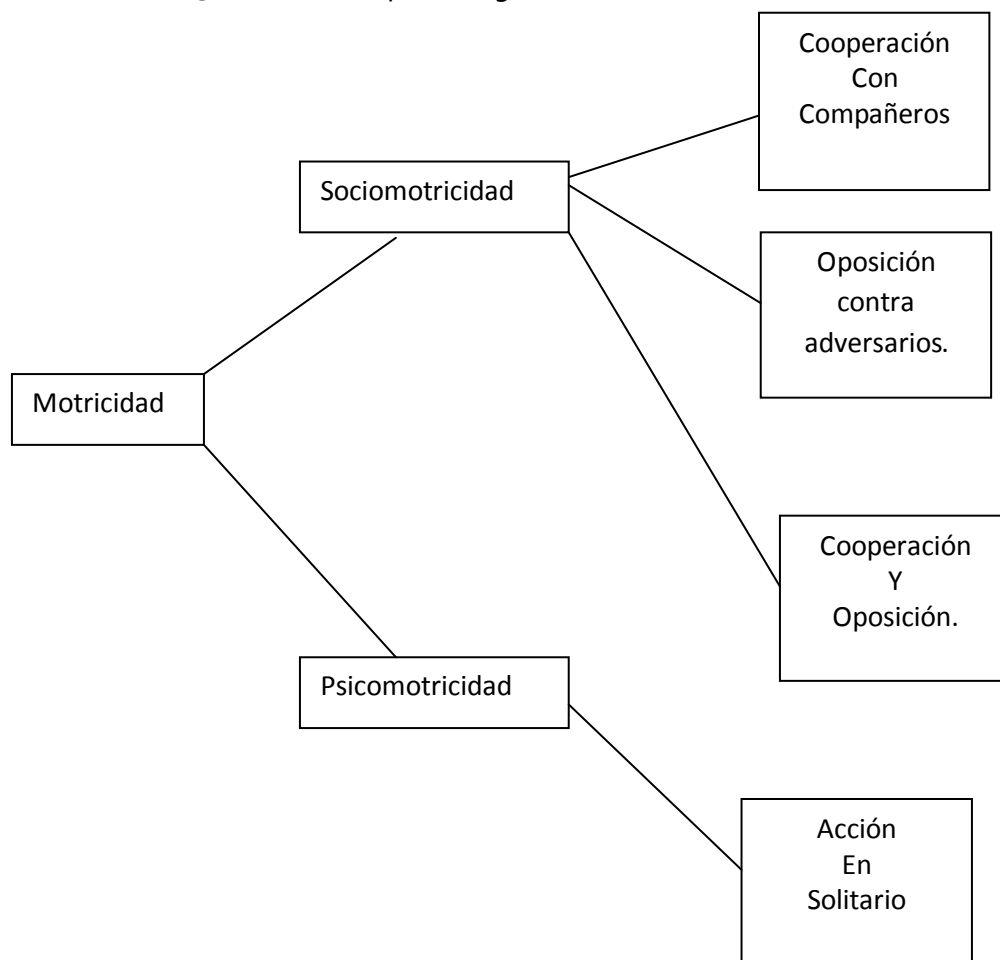 Cooperación
Con
Compañeros
Sociomotricidad
Oposición
contra
adversarios.
Motricidad
Cooperación
Y
Oposición.
Psicomotricidad
Acción
En
Solitario